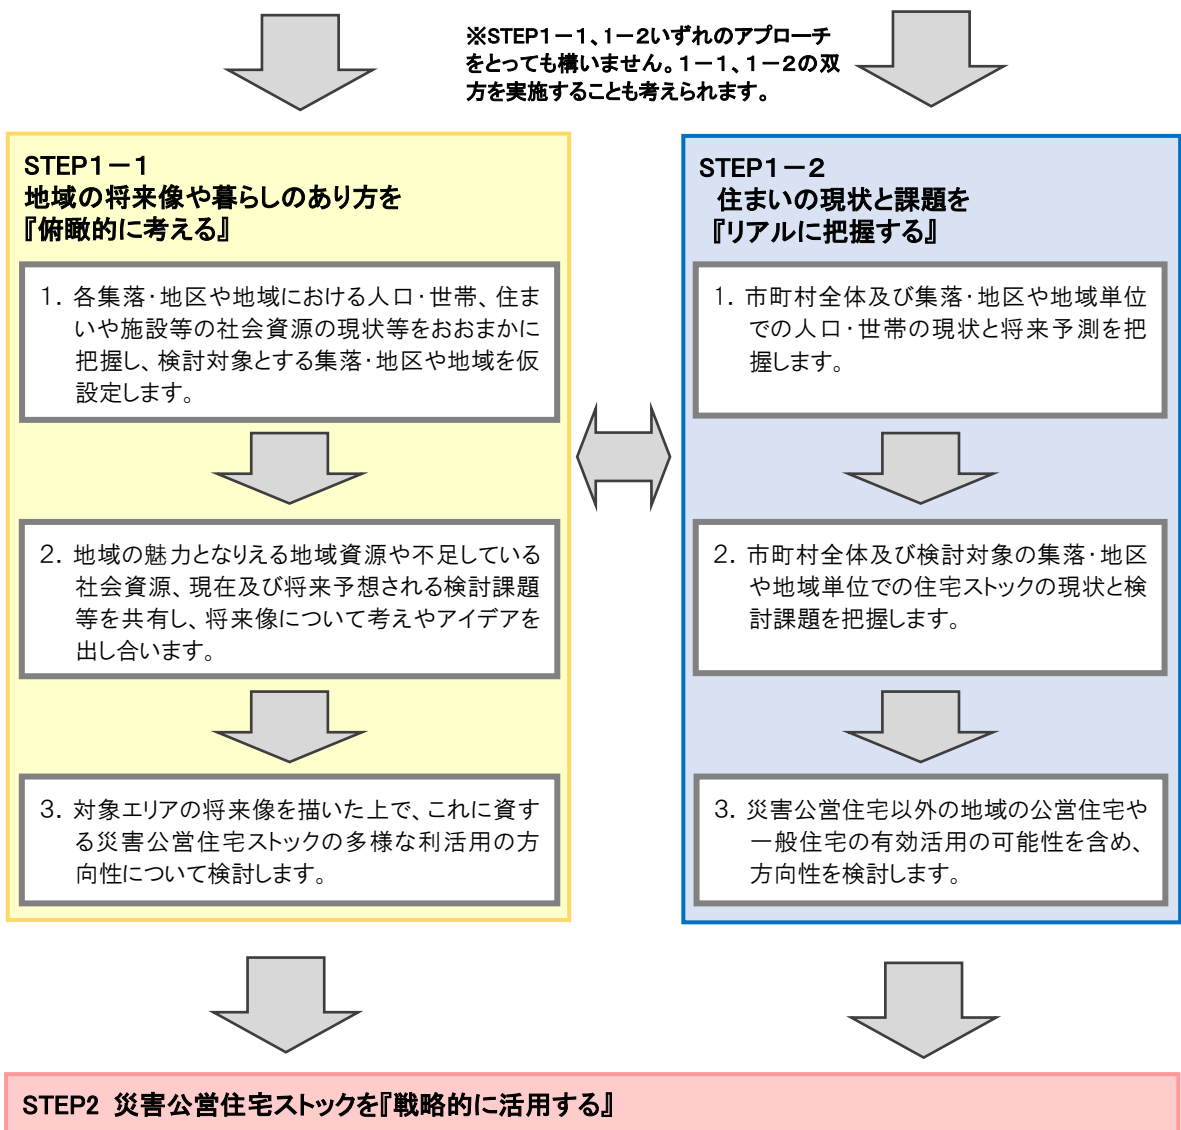 ※STEP1－1、1－2いずれのアプローチ
をとっても構いません。1－1、1－2の双
方を実施することも考えられます。
STEP1－1
地域の将来像や暮らしのあり方を
『俯瞰的に考える』
1．各集落・地区や地域における人口・世帯、住ま
いや施設等の社会資源の現状等をおおまかに
把握し、検討対象とする集落・地区や地域を仮
設定します。
2．地域の魅力となりえる地域資源や不足している
社会資源、現在及び将来予想される検討課題
等を共有し、将来像について考えやアイデアを
出し合います。
3．対象エリアの将来像を描いた上で、これに資す
る災害公営住宅ストックの多様な利活用の方
向性について検討します。
STEP1－2
住まいの現状と課題を
『リアルに把握する』
1．市町村全体及び集落・地区や地域単位
での人口・世帯の現状と将来予測を把
握します。
2．市町村全体及び検討対象の集落・地区
や地域単位での住宅ストックの現状と検
討課題を把握します。
3．災害公営住宅以外の地域の公営住宅や
一般住宅の有効活用の可能性を含め、
方向性を検討します。
STEP2 災害公営住宅ストックを『戦略的に活用する』